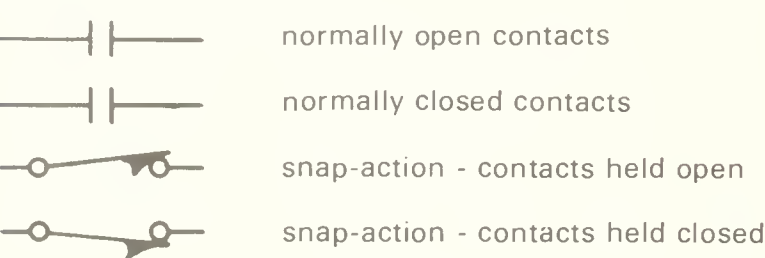 normally open contacts
normally closed contacts
snap-action - contacts held open
snap-action - contacts held closed